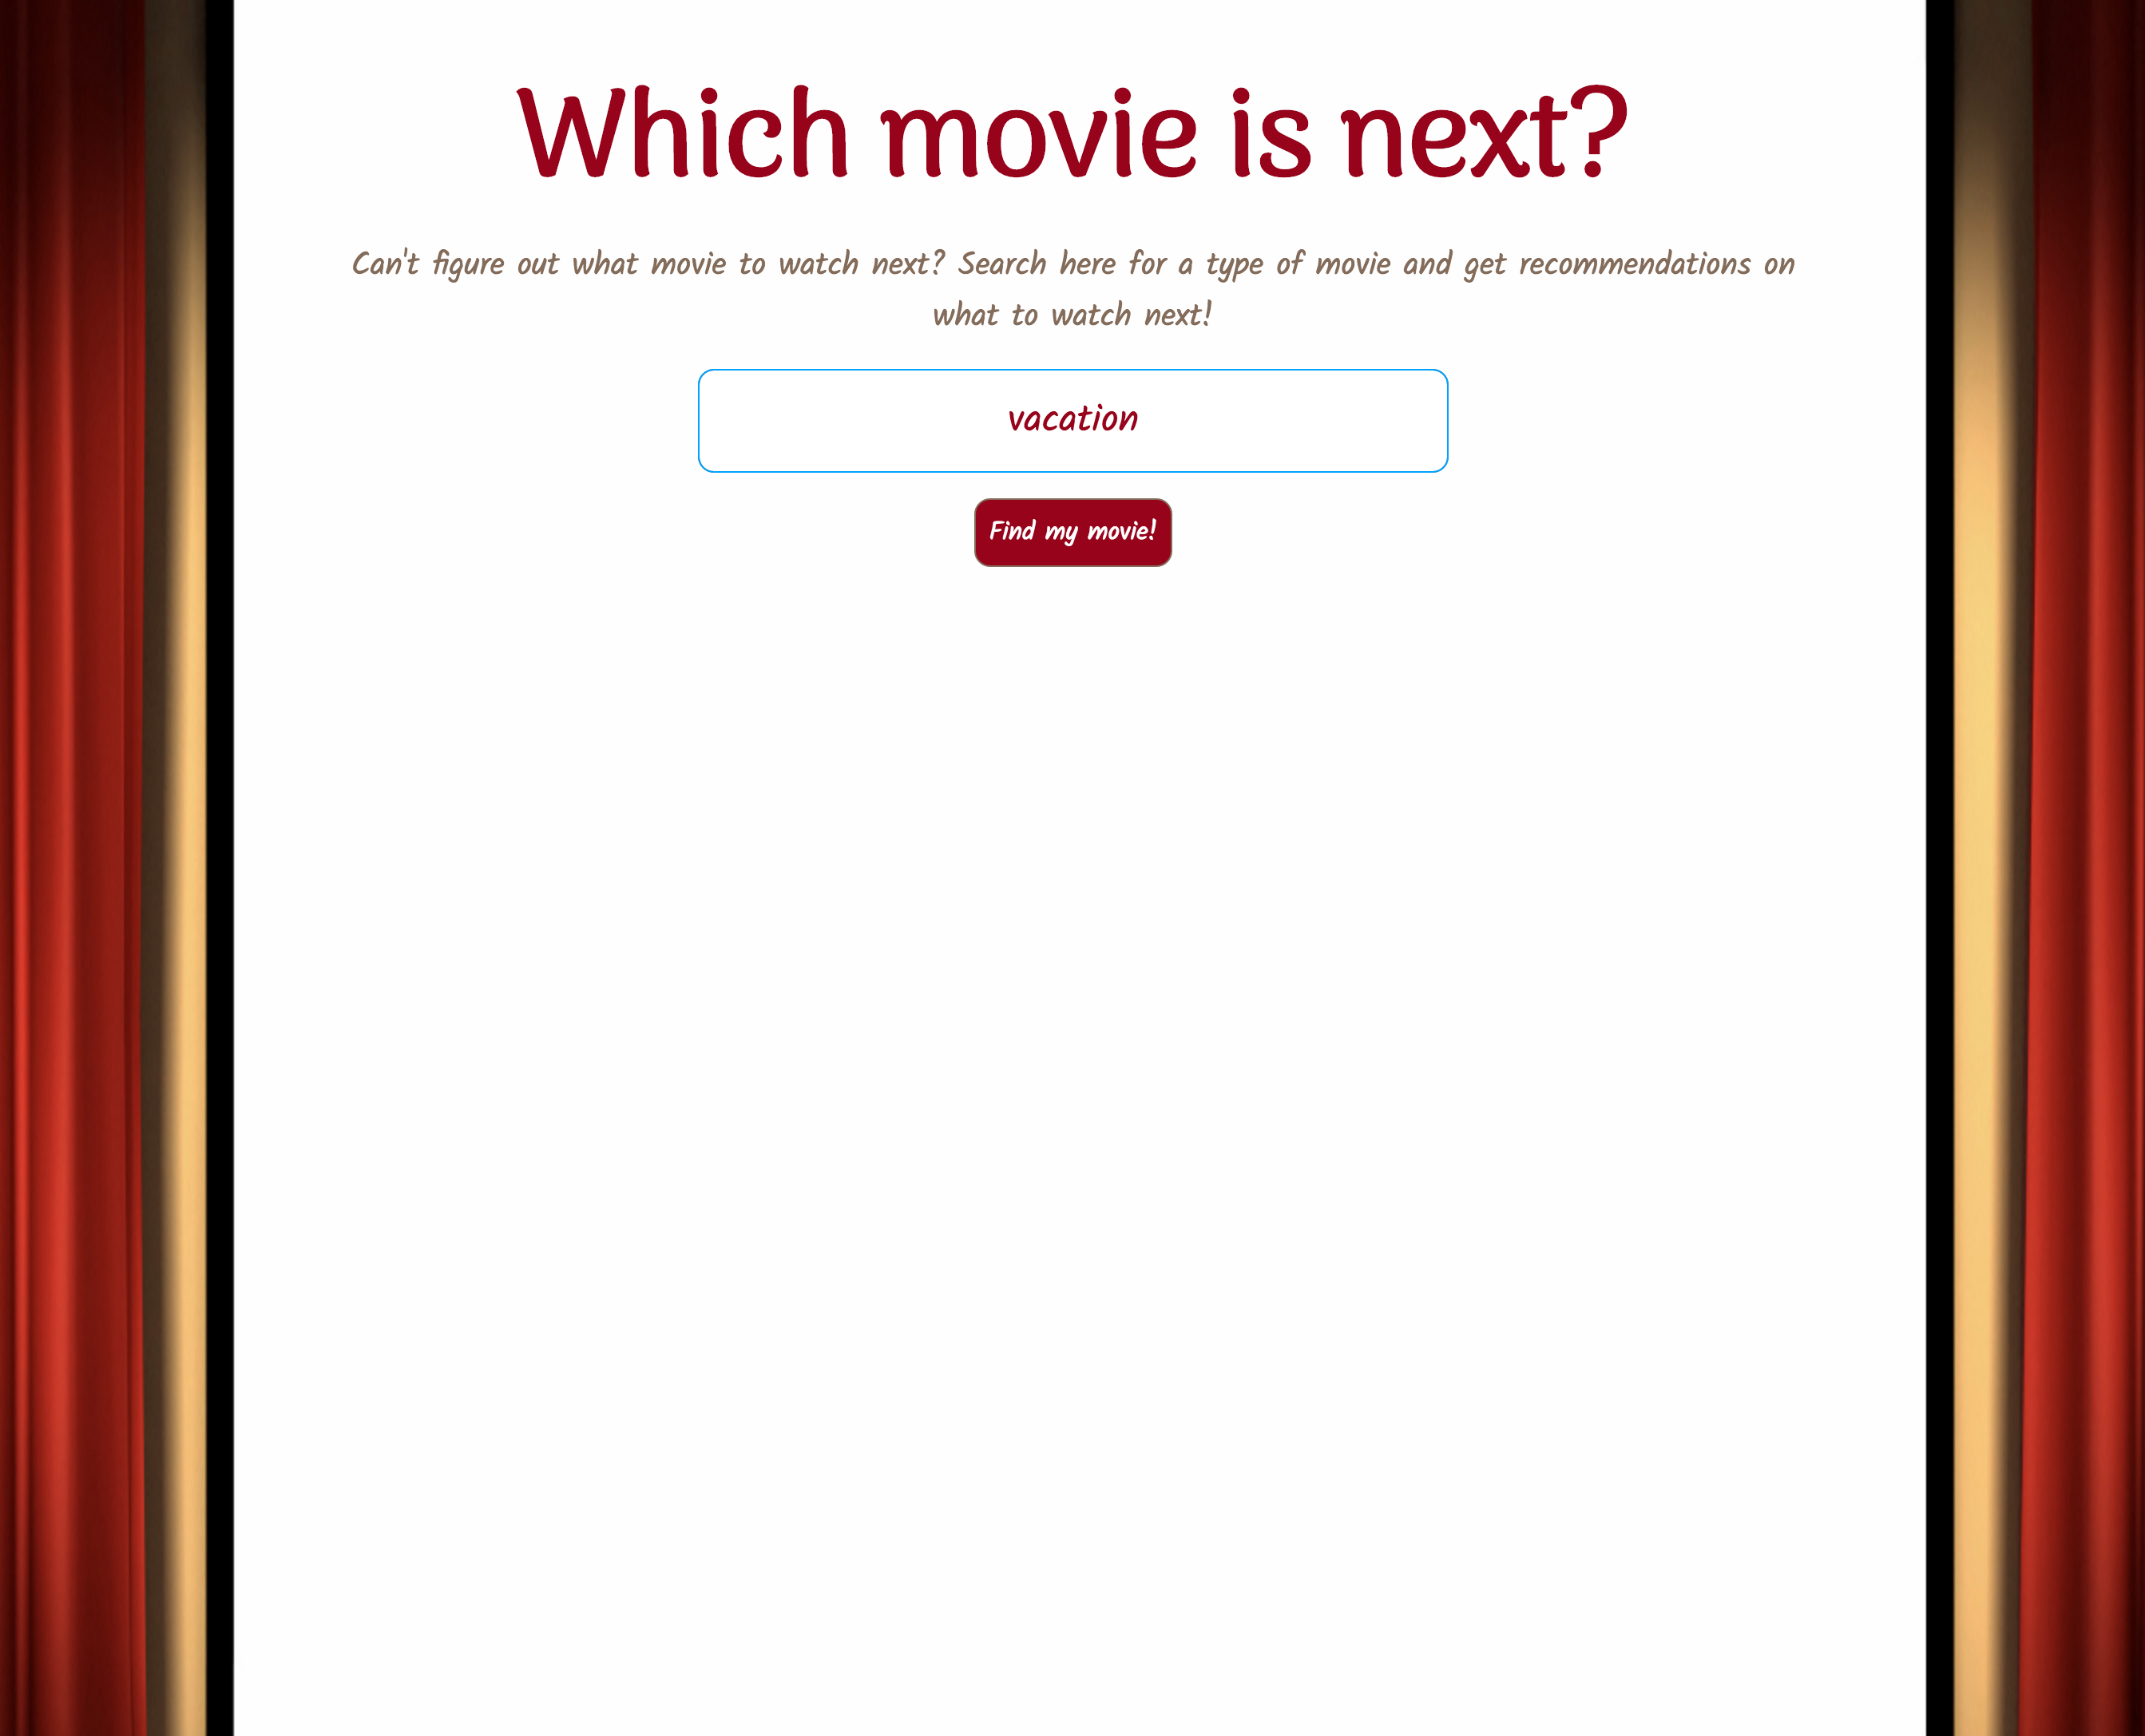 Which movie is next?
Can't figure out what movie to watch next? Search here for a type of movie and get recommendations on
what to watch next!
vacation
Find my movie!